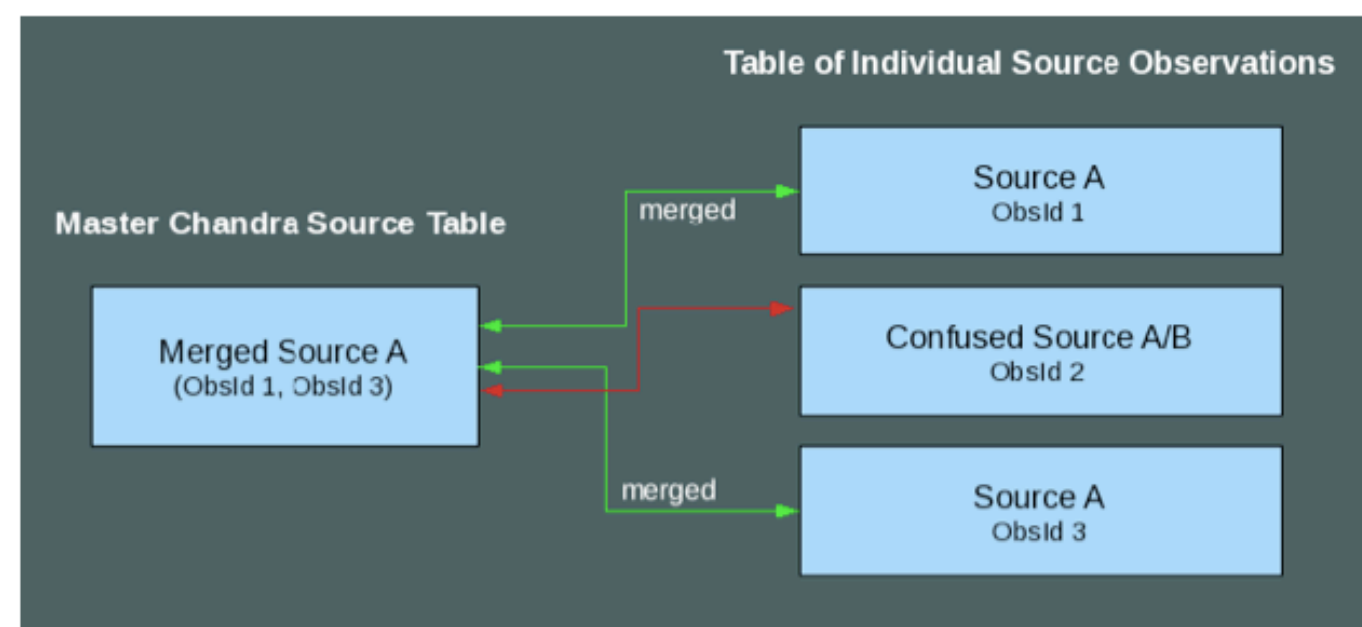 Table of Individual Source Observations
Source A
ObsId 1
merged
Master Chandra Source Table
Merged Source A
(ObsId 1, ObsId 3)
Confused Source A/B
ObsId 2
merged
Source A
ObsId 3